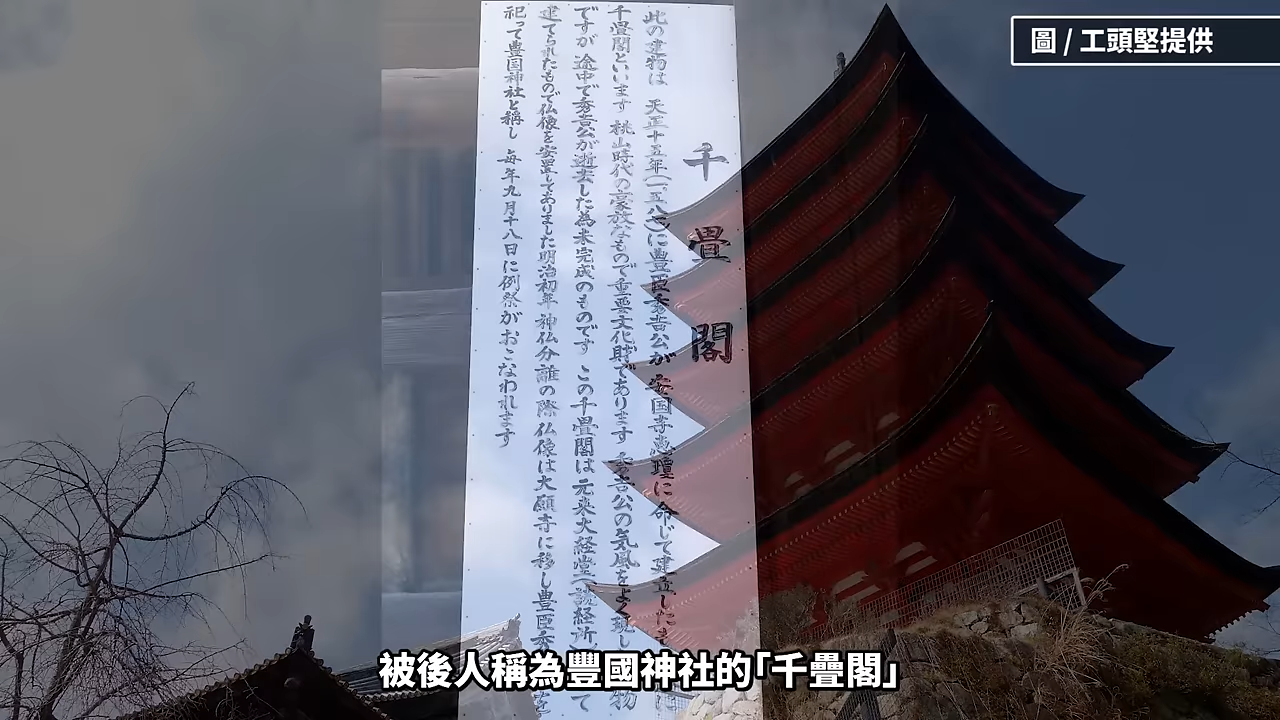 圖 / 工頭堅提供
千畳閣
此の建物は 天正十五年(一五八七)に豊臣秀吉公が安国寺恵瓊に命じて建立した
千畳閣といいます 桃山時代の豪放なもので重要文化財であります 秀吉公の気風をよく現し 物
ですが 途中で秀吉公が逝去した為未完成のものです この千畳閣は 元来大経堂(読経所 て
建てられたもので仏像を安置してありました明治初年 神仏分離の際仏像は大願寺に移し豊臣秀
祀って豊国神社と稱し 毎年九月十八日に例祭がおこなわれます
被後人稱為豐國神社的「千疊閣」